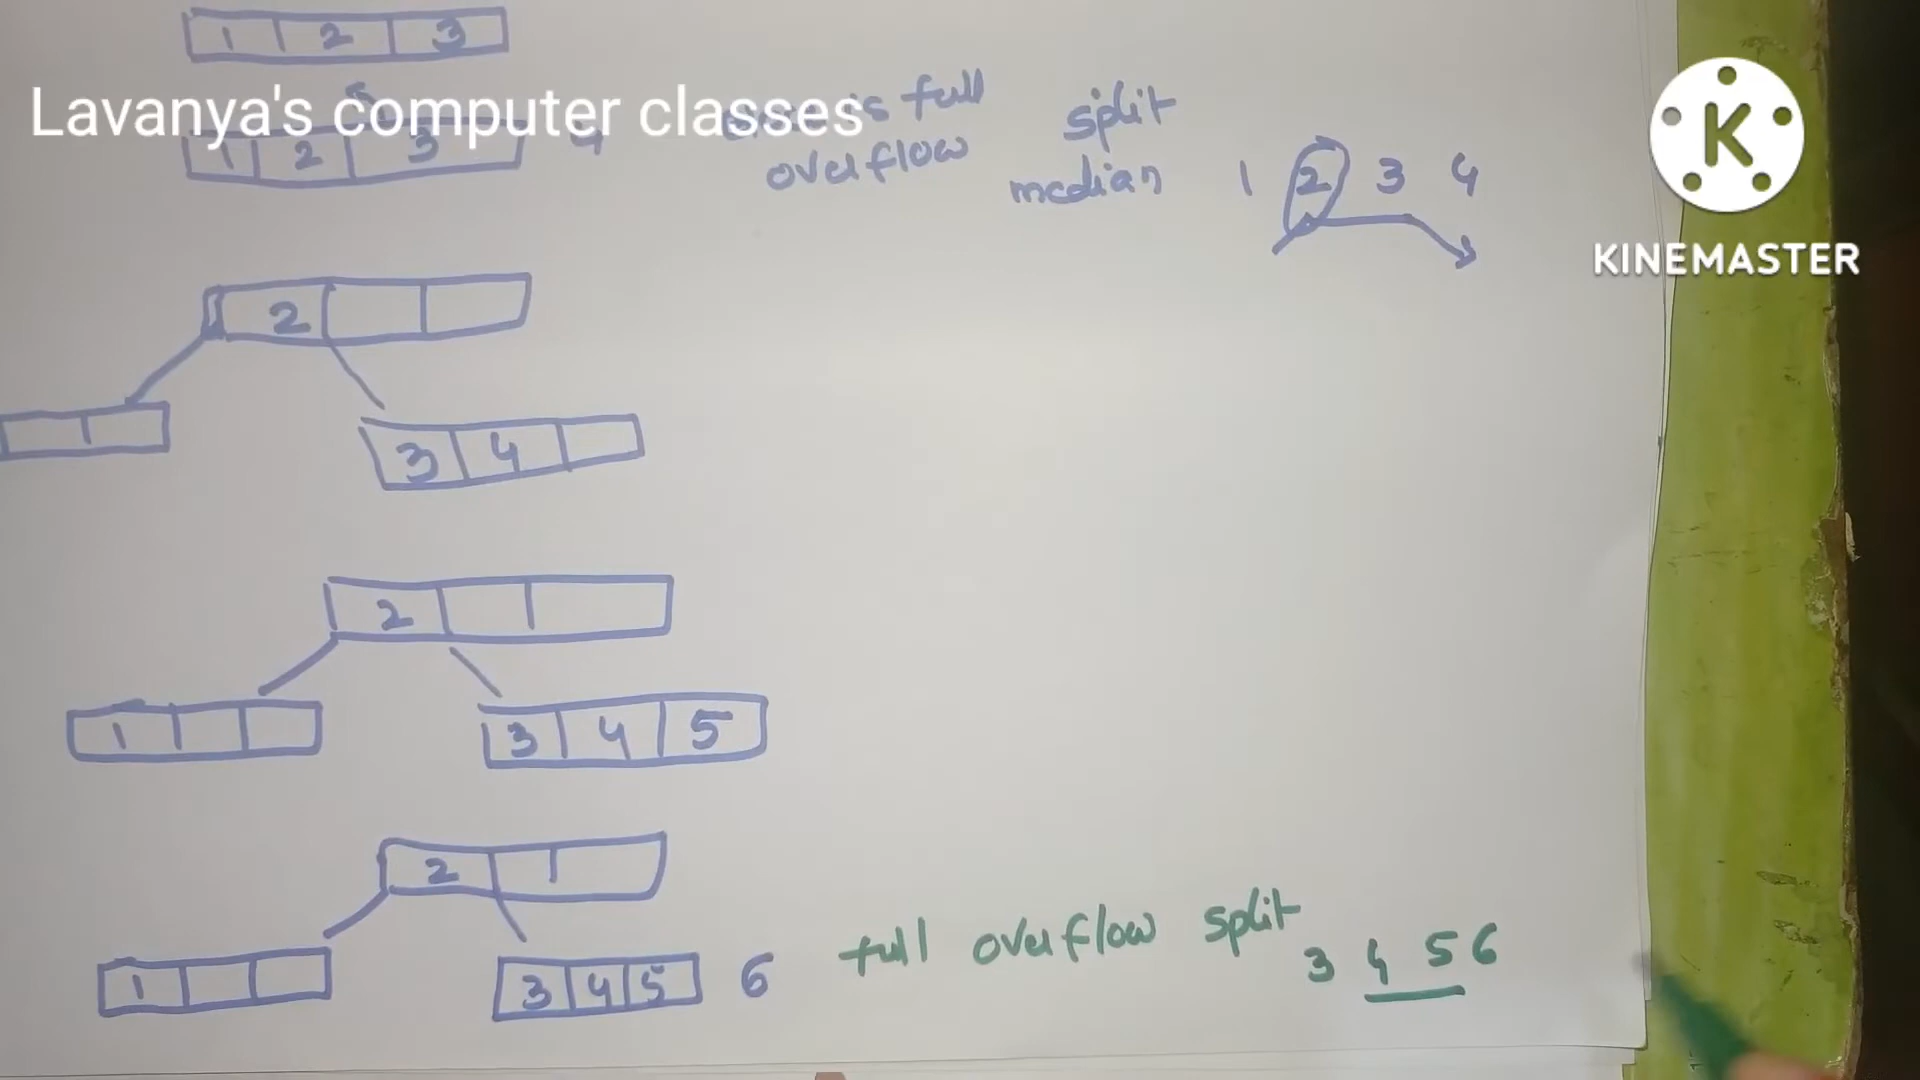 1 2 3
Lavanya's computer classes
is full
split
1 2 3
4
overflow
median
1 2 3 4
K
KINEMASTER
2
1
3 4
2
1
3 4 5
2
1
3 4 5 6
full overflow split
3 4 5 6